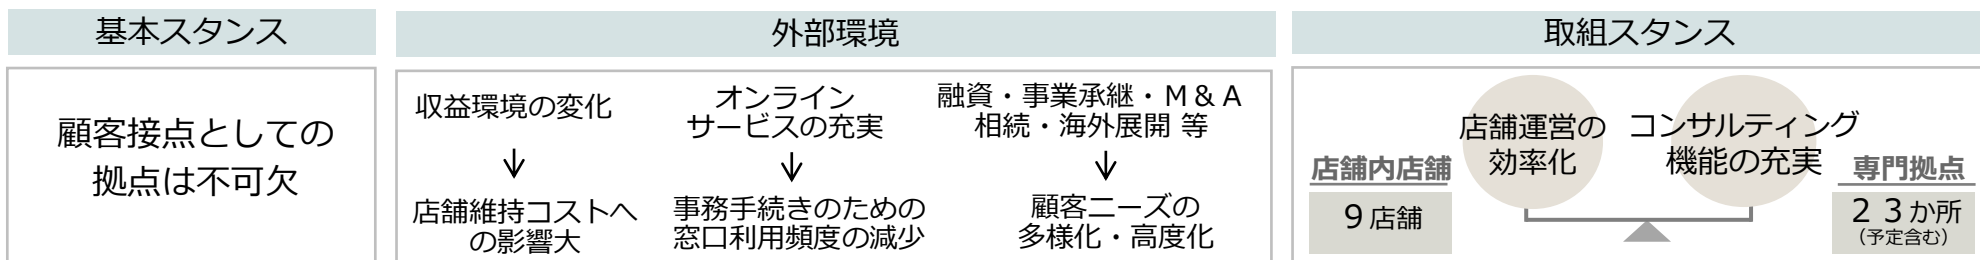 基本スタンス
顧客接点としての
拠点は不可欠
外部環境
収益環境の変化
↓
店舗維持コストへ
の影響大
オンライン
サービスの充実
↓
事務手続きのための
窓口利用頻度の減少
融資・事業承継・M&A
相続・海外展開 等
↓
顧客ニーズの
多様化・高度化
取組スタンス
店舗内店舗
9店舗
店舗運営の
効率化
コンサルティング
機能の充実
専門拠点
23か所
(予定含む)